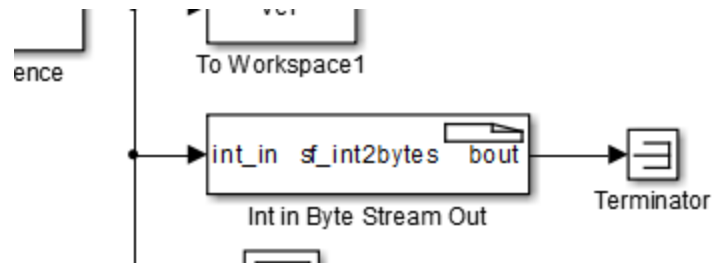 To Workspace1
ence
int_in sf_int2bytes bout
Int in Byte Stream Out
Terminator